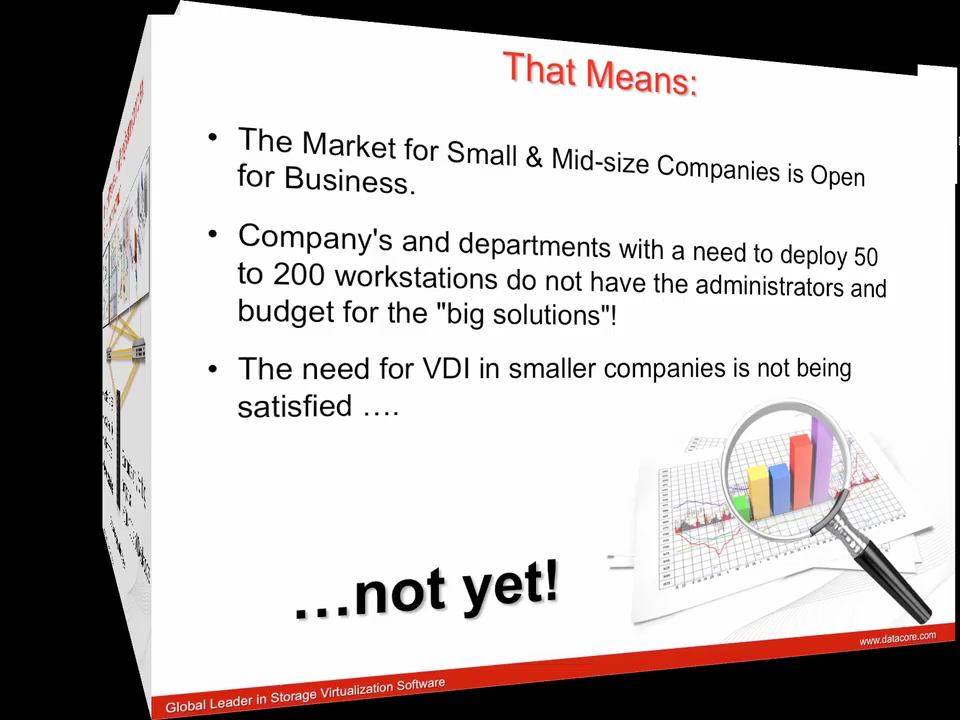 That Means:
• The Market for Small & Mid-size Companies is Open
for Business.
• Company's and departments with a need to deploy 50
to 200 workstations do not have the administrators and
budget for the "big solutions"!
• The need for VDI in smaller companies is not being
satisfied ….
…not yet!
www.datacore.com
Global Leader in Storage Virtualization Software